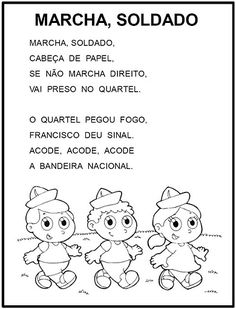 MARCHA, SOLDADO
MARCHA, SOLDADO,
CABEÇA DE PAPEL,
SE NÃO MARCHA DIREITO,
VAI PRESO NO QUARTEL.
O QUARTEL PEGOU FOGO,
FRANCISCO DEU SINAL.
ACODE, ACODE, ACODE
A BANDEIRA NACIONAL.